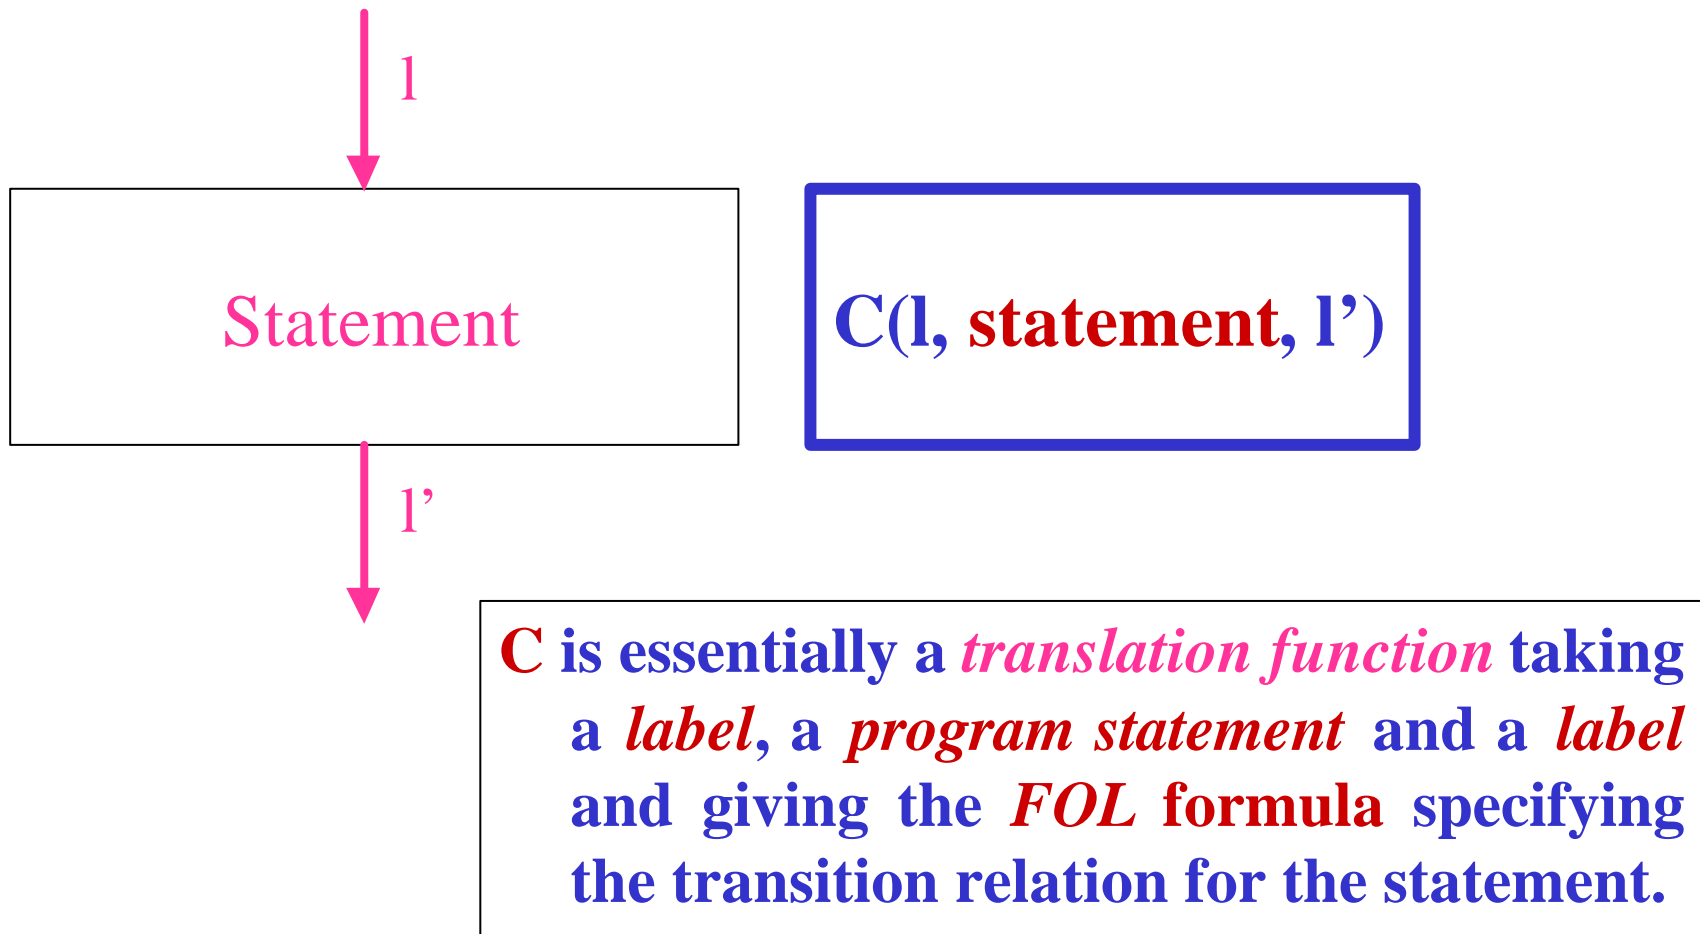 l
Statement
C(l, statement, l’)
l’
C is essentially a translation function taking
a label, a program statement and a label
and giving the FOL formula specifying
the transition relation for the statement.